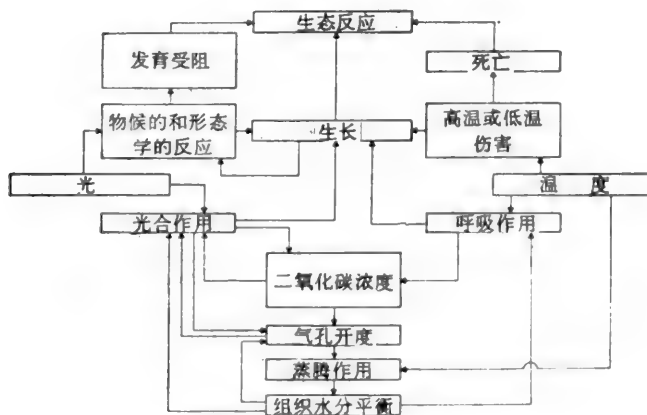 生态反应
发育受阻
死亡
物候的和形态
学的反应
生长
高温或低温
伤害
光
温度
光合作用
呼吸作用
二氧化碳浓度
气孔开度
蒸腾作用
组织水分平衡